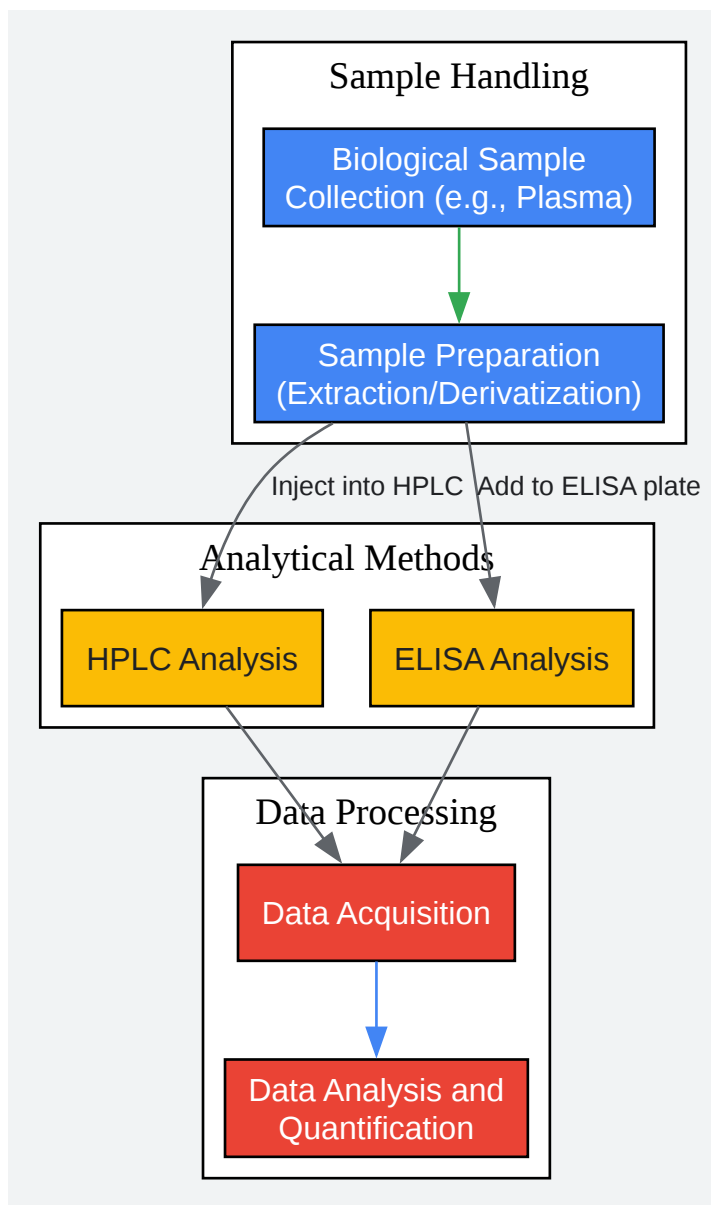 Sample Handling
Biological Sample
Collection (e.g., Plasma)
Sample Preparation
(Extraction/Derivatization)
Inject into HPLC
Add to ELISA plate
Analytical Methods
HPLC Analysis
ELISA Analysis
Data Processing
Data Acquisition
Data Analysis and
Quantification